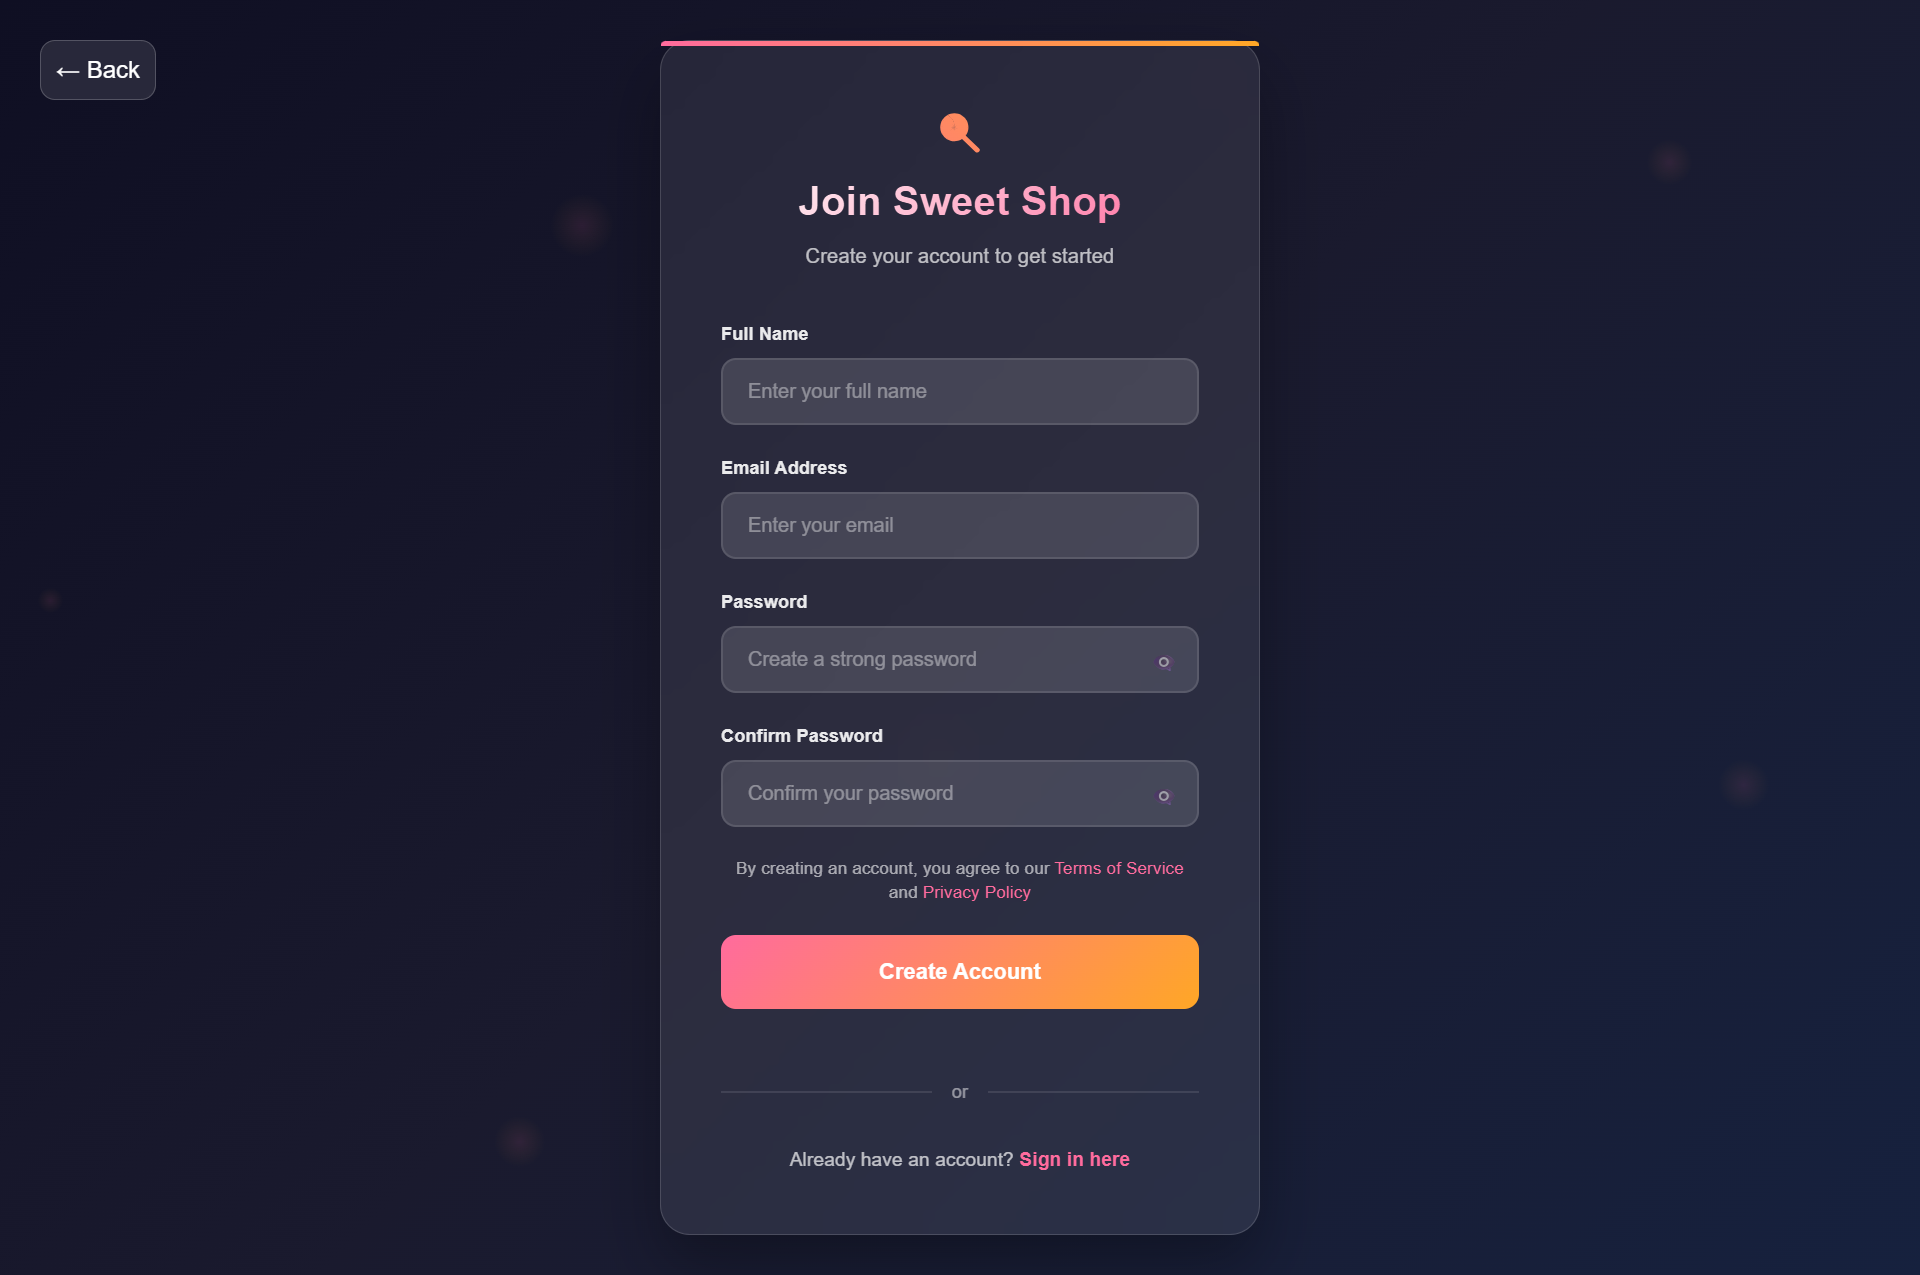 ← Back
Join Sweet Shop
Create your account to get started
Full Name
Enter your full name
Email Address
Enter your email
Password
Create a strong password
Confirm Password
Confirm your password
By creating an account, you agree to our Terms of Service
and Privacy Policy
Create Account
or
Already have an account? Sign in here